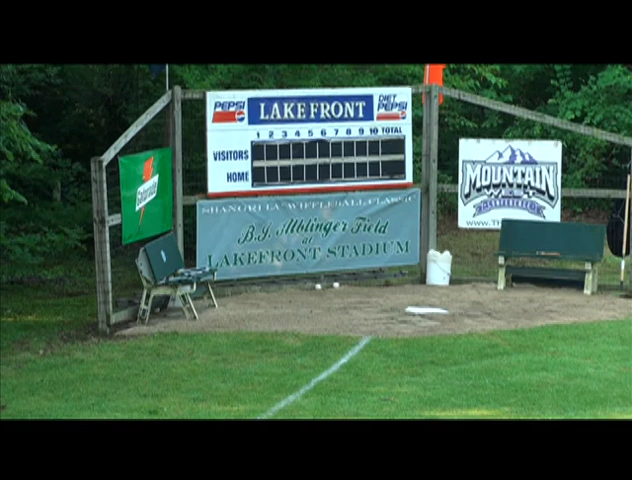 PEPSI LAKEFRONT DIET PEPSI
1 2 3 4 5 6 7 8 9 10 TOTAL
VISITORS
HOME
Gatorade
SHANGRI LA WIFFLEBALL CLASSIC
B.J. Ablinger Field
at
LAKEFRONT STADIUM
MOUNTAIN